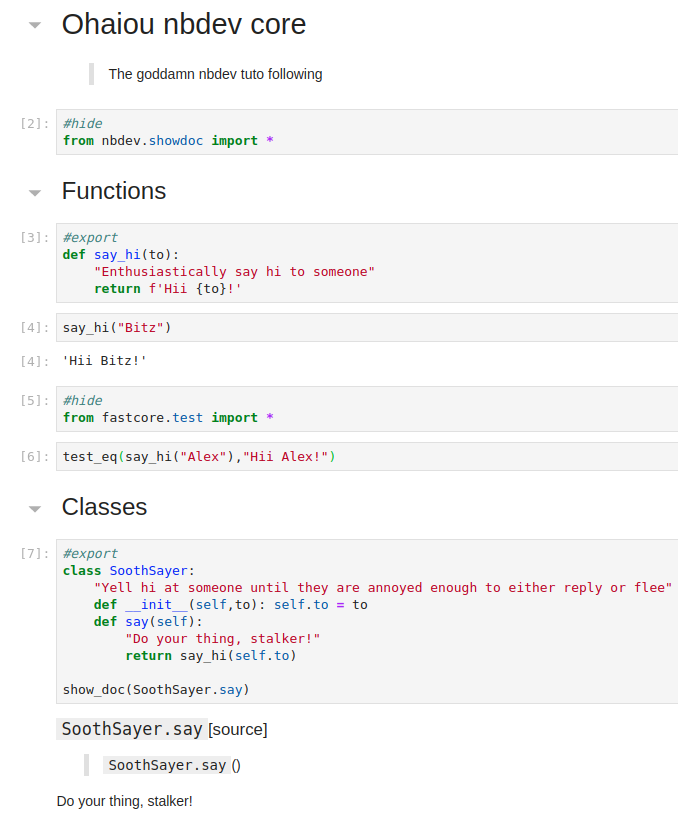 Ohaiou nbdev core
The goddamn nbdev tuto following
[2]: #hide
from nbdev.showdoc import *
Functions
[3]: #export
def say_hi(to):
    "Enthusiastically say hi to someone"
    return f'Hii {to}!'
[4]: say_hi("Bitz")
[4]: 'Hii Bitz!'
[5]: #hide
from fastcore.test import *
[6]: test_eq(say_hi("Alex"),"Hii Alex!")
Classes
[7]: #export
class SoothSayer:
    "Yell hi at someone until they are annoyed enough to either reply or flee"
    def __init__(self,to): self.to = to
    def say(self):
        "Do your thing, stalker!"
        return say_hi(self.to)
show_doc(SoothSayer.say)
SoothSayer.say[source]
SoothSayer.say()
Do your thing, stalker!